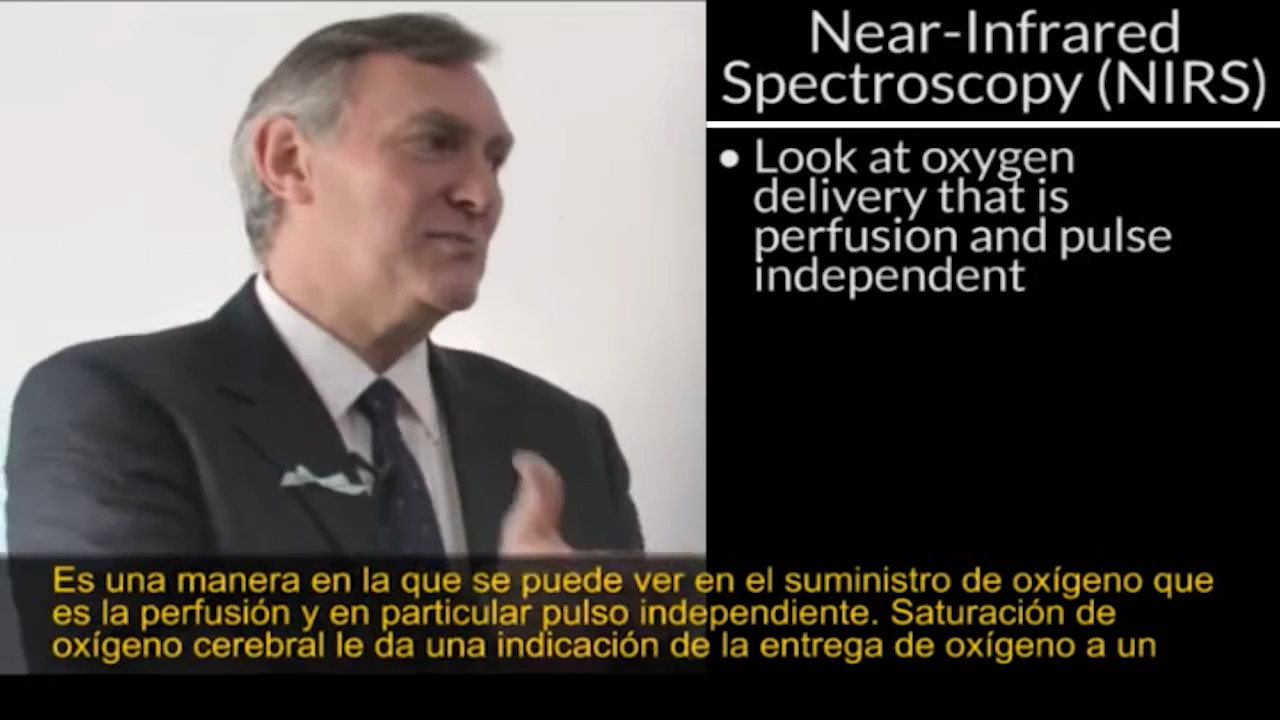 Near-Infrared
Spectroscopy (NIRS)
• Look at oxygen
delivery that is
perfusion and pulse
independent
Es una manera en la que se puede ver en el suministro de oxígeno que
es la perfusión y en particular pulso independiente. Saturación de
oxígeno cerebral le da una indicación de la entrega de oxígeno a un